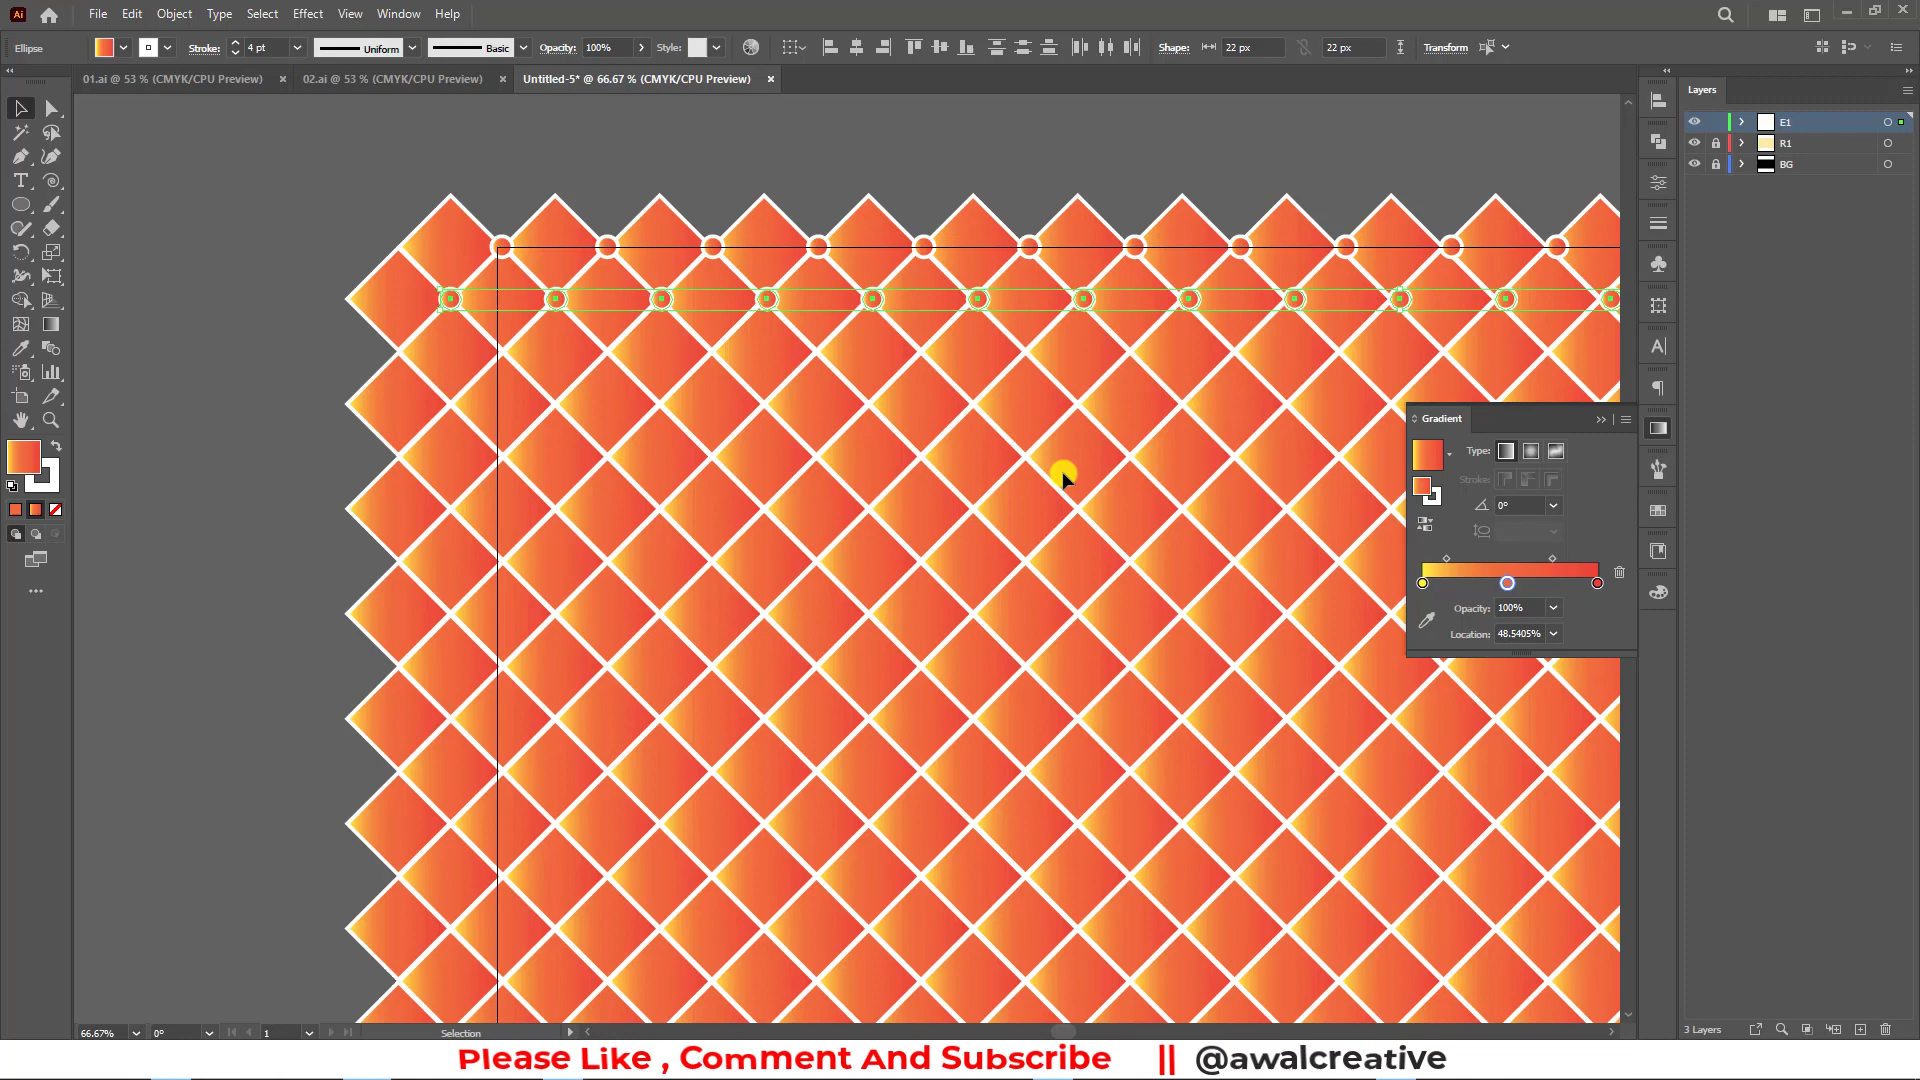 Ai File Edit Object Type Select Effect View Window Help
Ellipse Stroke: 4 pt Uniform Basic Opacity: 100% Style: Shape: 22 px 22 px Transform
01.ai @ 53 % (CMYK/CPU Preview) × 02.ai @ 53 % (CMYK/CPU Preview) × Untitled-5* @ 66.67 % (CMYK/CPU Preview) ×
Layers
E1
R1
BG
Gradient
Type:
Stroke:
0°
Opacity: 100%
Location: 48.5405%
66.67% 0° 1 Selection
3 Layers
Please Like , Comment And Subscribe || @awalcreative